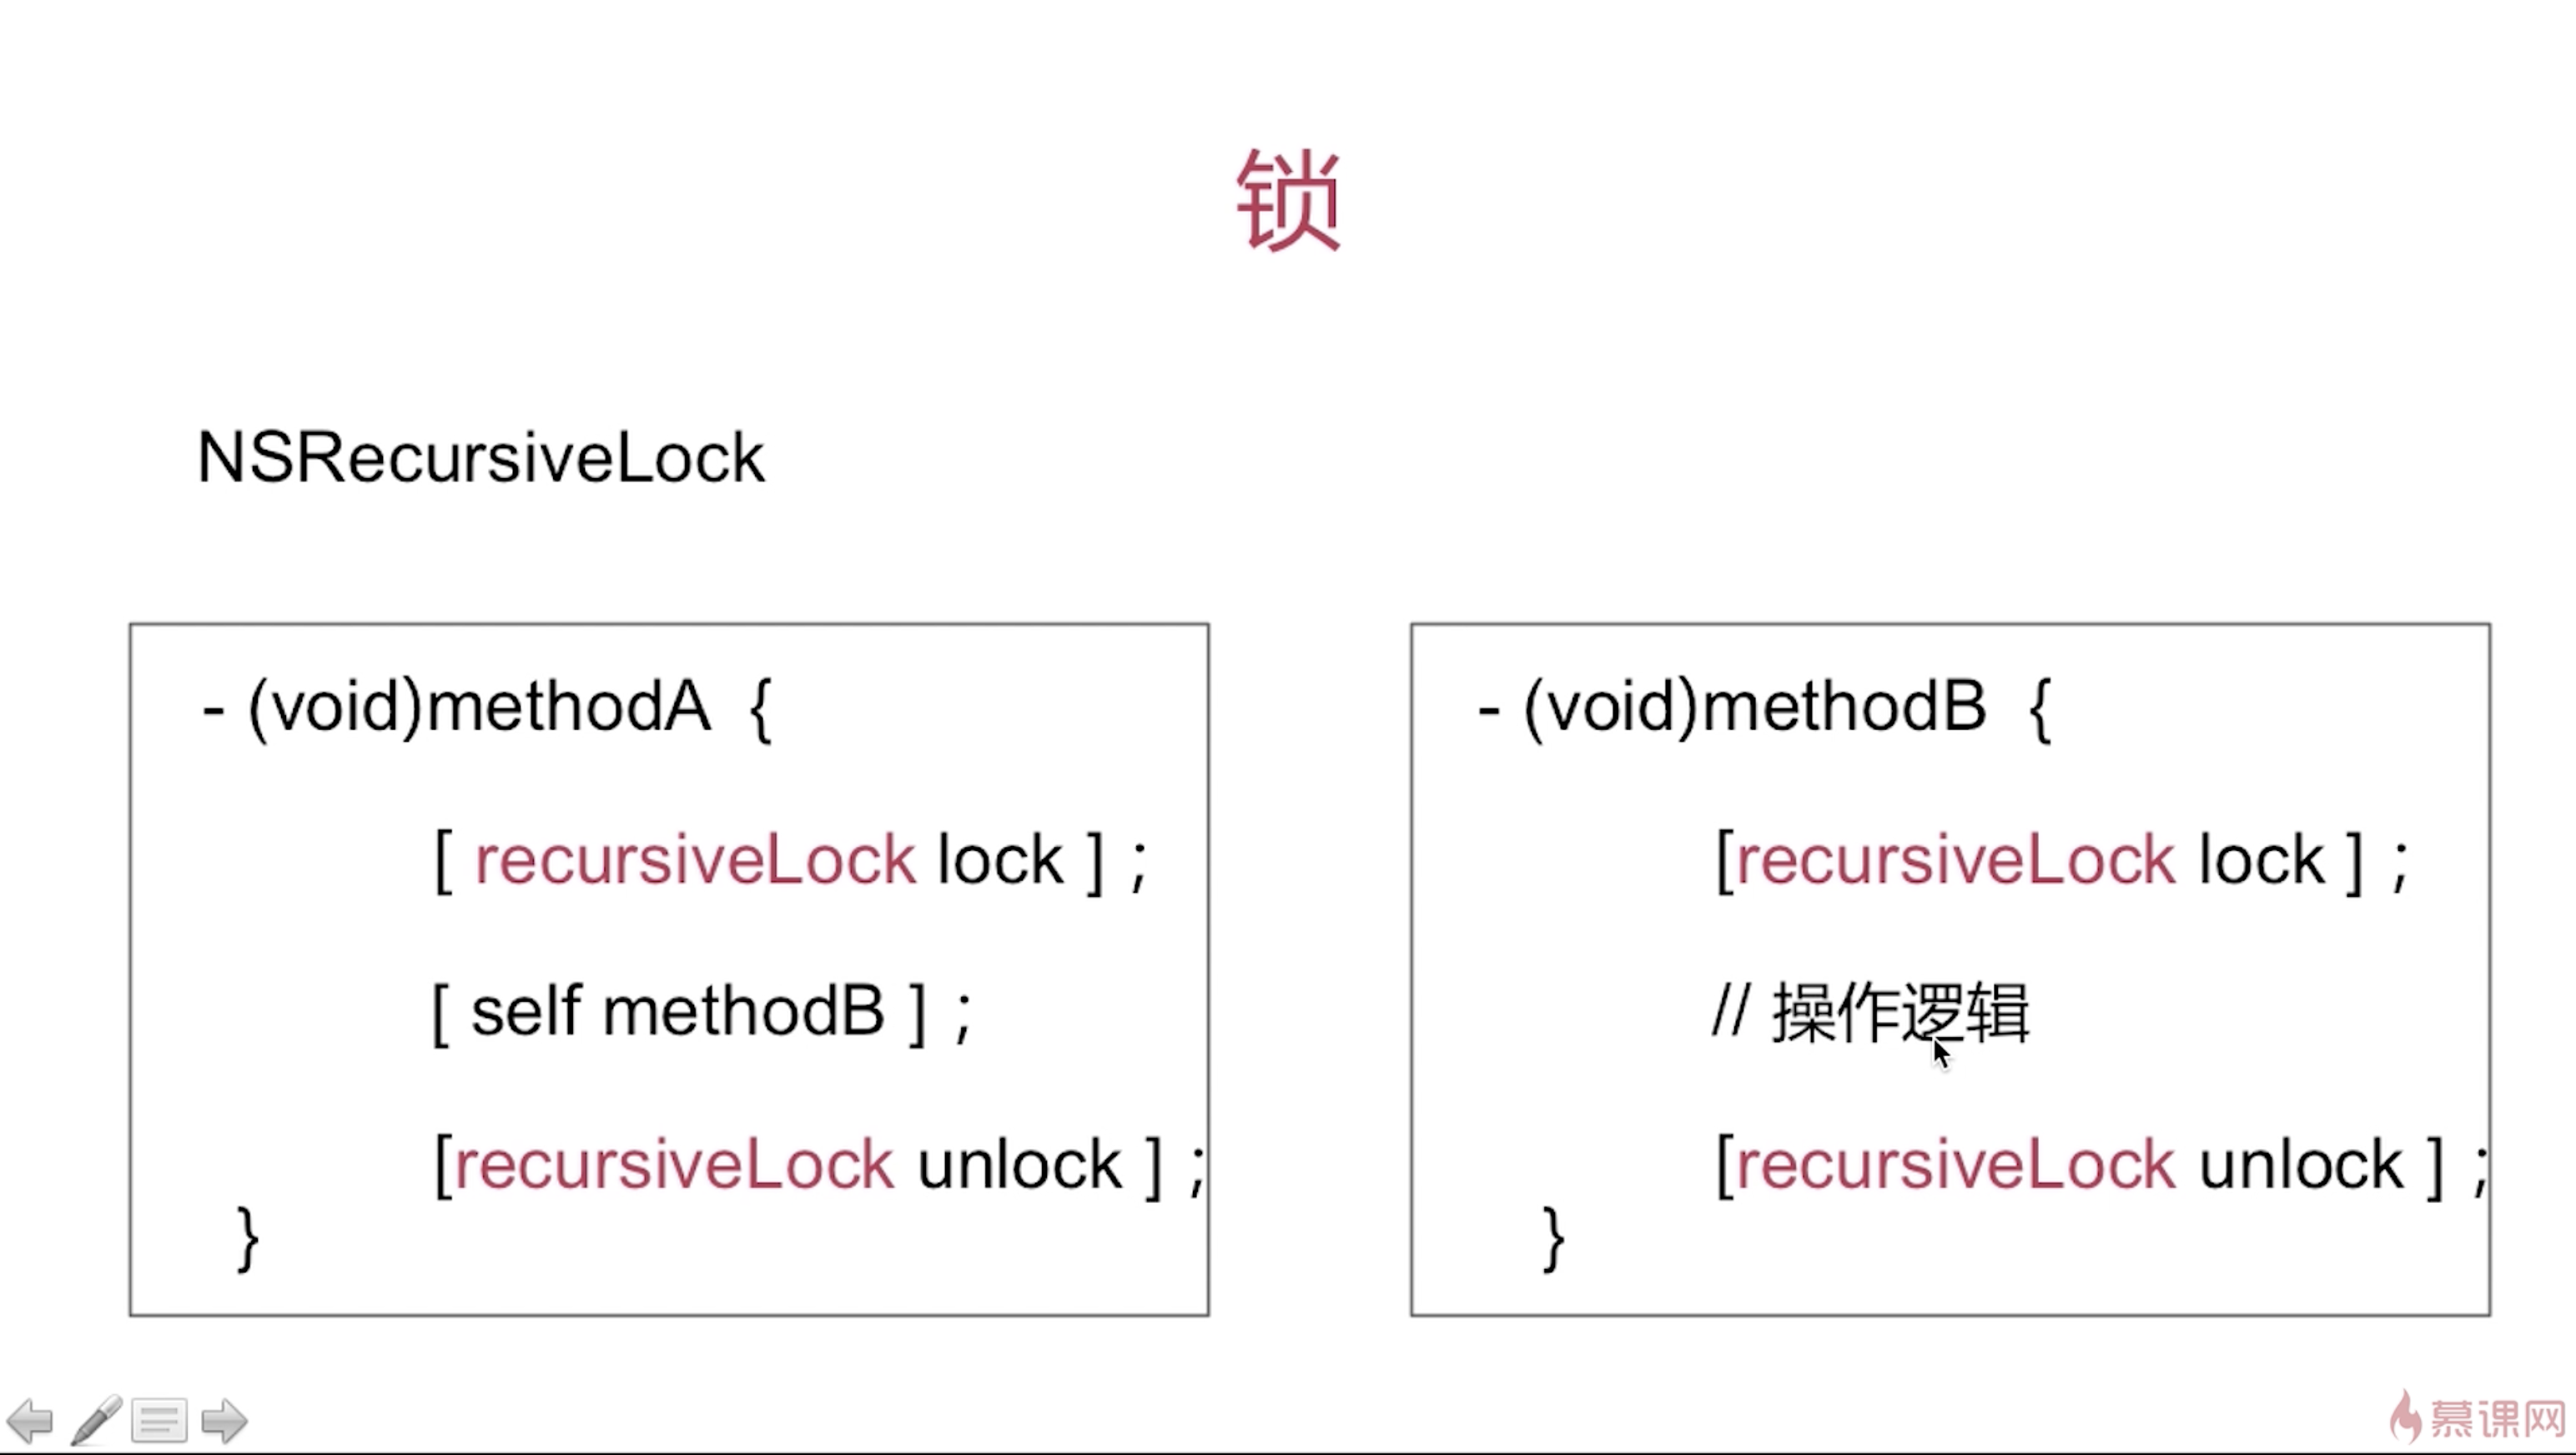 锁
NSRecursiveLock
- (void)methodA {
[ recursiveLock lock ] ;
[ self methodB ] ;
[recursiveLock unlock ] ;
}
- (void)methodB {
[recursiveLock lock ] ;
// 操作逻辑
[recursiveLock unlock ] ;
}
慕课网